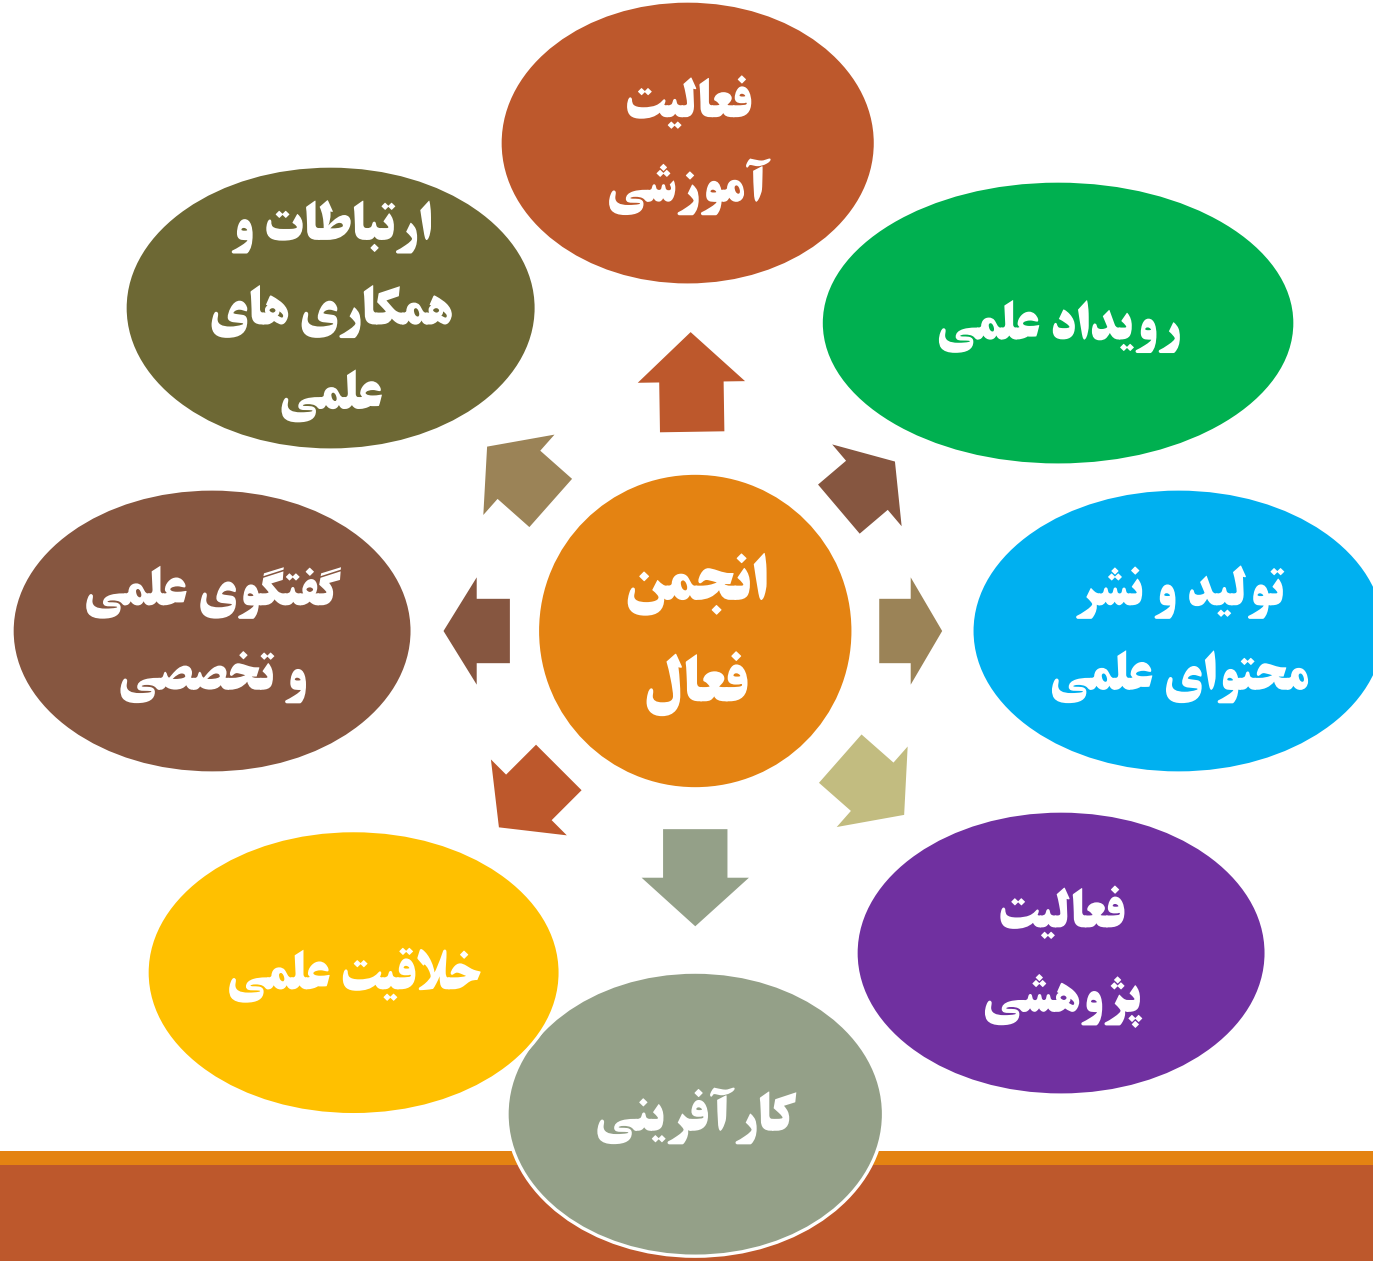 فعالیت
آموزشی
ارتباطات و
همکاری های
علمی
رویداد علمی
انجمن
فعال
گفتگوی علمی
و تخصصی
تولید و نشر
محتوای علمی
خلاقیت علمی
فعالیت
پژوهشی
کارآفرینی